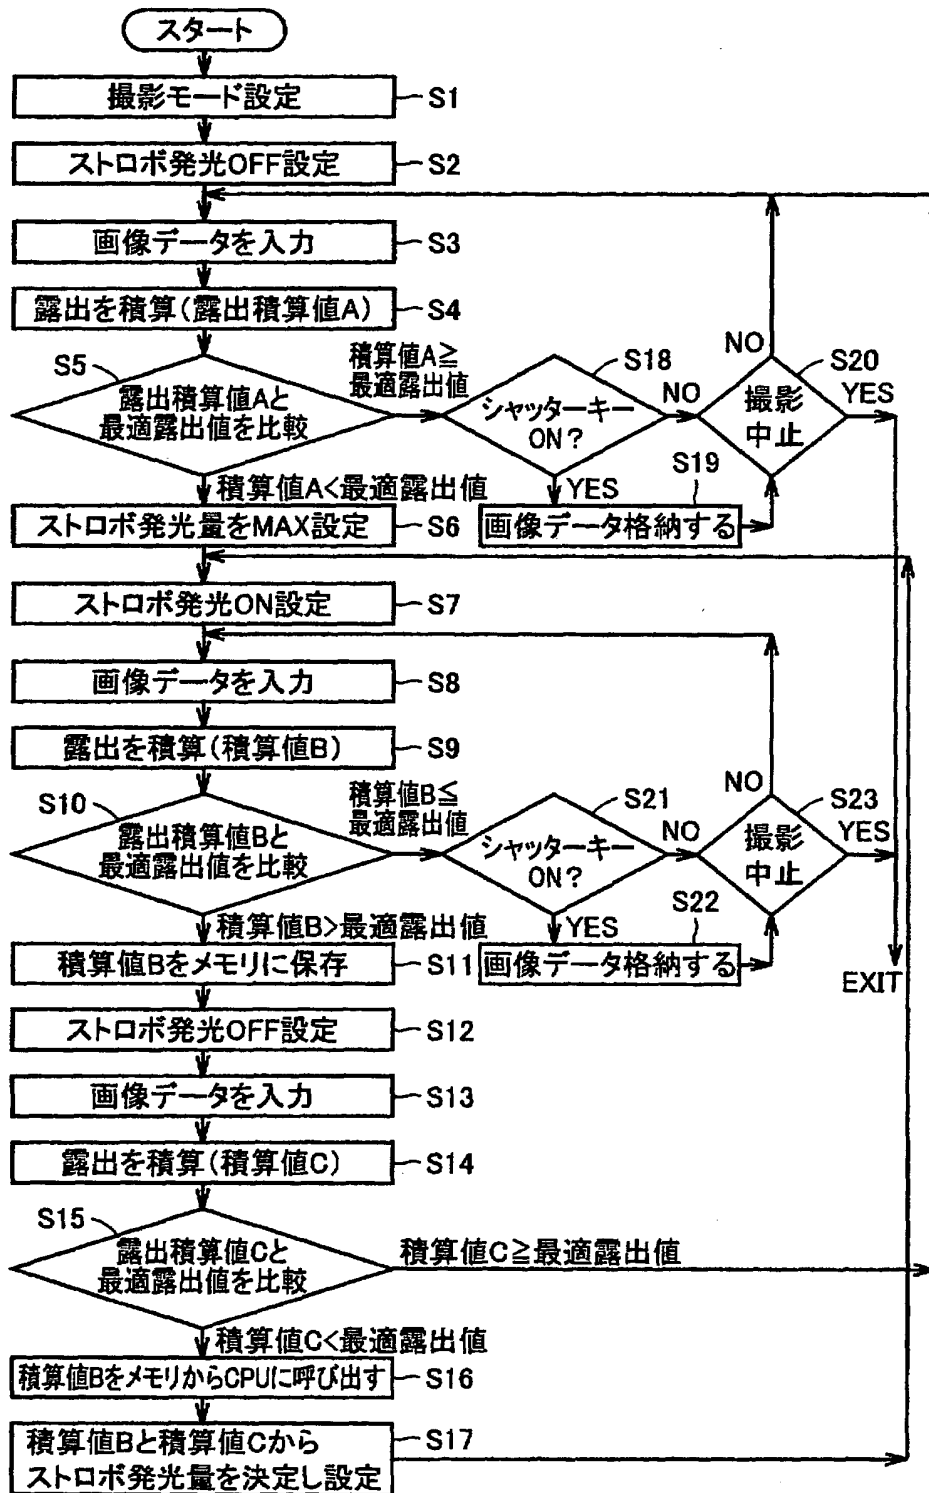 スタート
撮影モード設定
S1
ストロボ発光OFF設定
S2
画像データを入力
S3
露出を積算(露出積算値A)
S4
S5
露出積算値Aと
最適露出値を比較
積算値A≧
最適露出値
シャッターキー
ON?
S18
NO
撮影
中止
S20
NO
YES
積算値A<最適露出値
YES
S19
画像データ格納する
ストロボ発光量をMAX設定
S6
ストロボ発光ON設定
S7
画像データを入力
S8
露出を積算(積算値B)
S9
S10
露出積算値Bと
最適露出値を比較
積算値B≦
最適露出値
シャッターキー
ON?
S21
NO
撮影
中止
S23
NO
YES
積算値B>最適露出値
YES
S22
画像データ格納する
EXIT
積算値Bをメモリに保存
S11
ストロボ発光OFF設定
S12
画像データを入力
S13
露出を積算(積算値C)
S14
S15
露出積算値Cと
最適露出値を比較
積算値C≧最適露出値
積算値C<最適露出値
積算値BをメモリからCPUに呼び出す
S16
積算値Bと積算値Cから
ストロボ発光量を決定し設定
S17